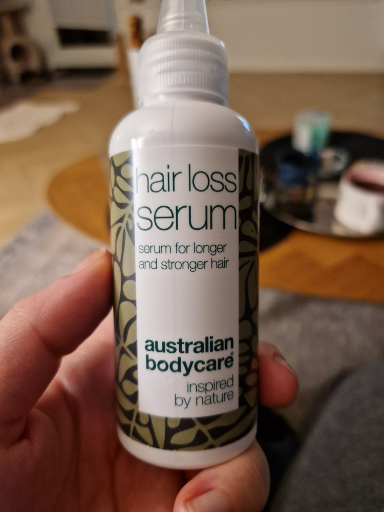 hair loss
serum
serum for longer
and stronger hair
australian
bodycare®
inspired
by nature